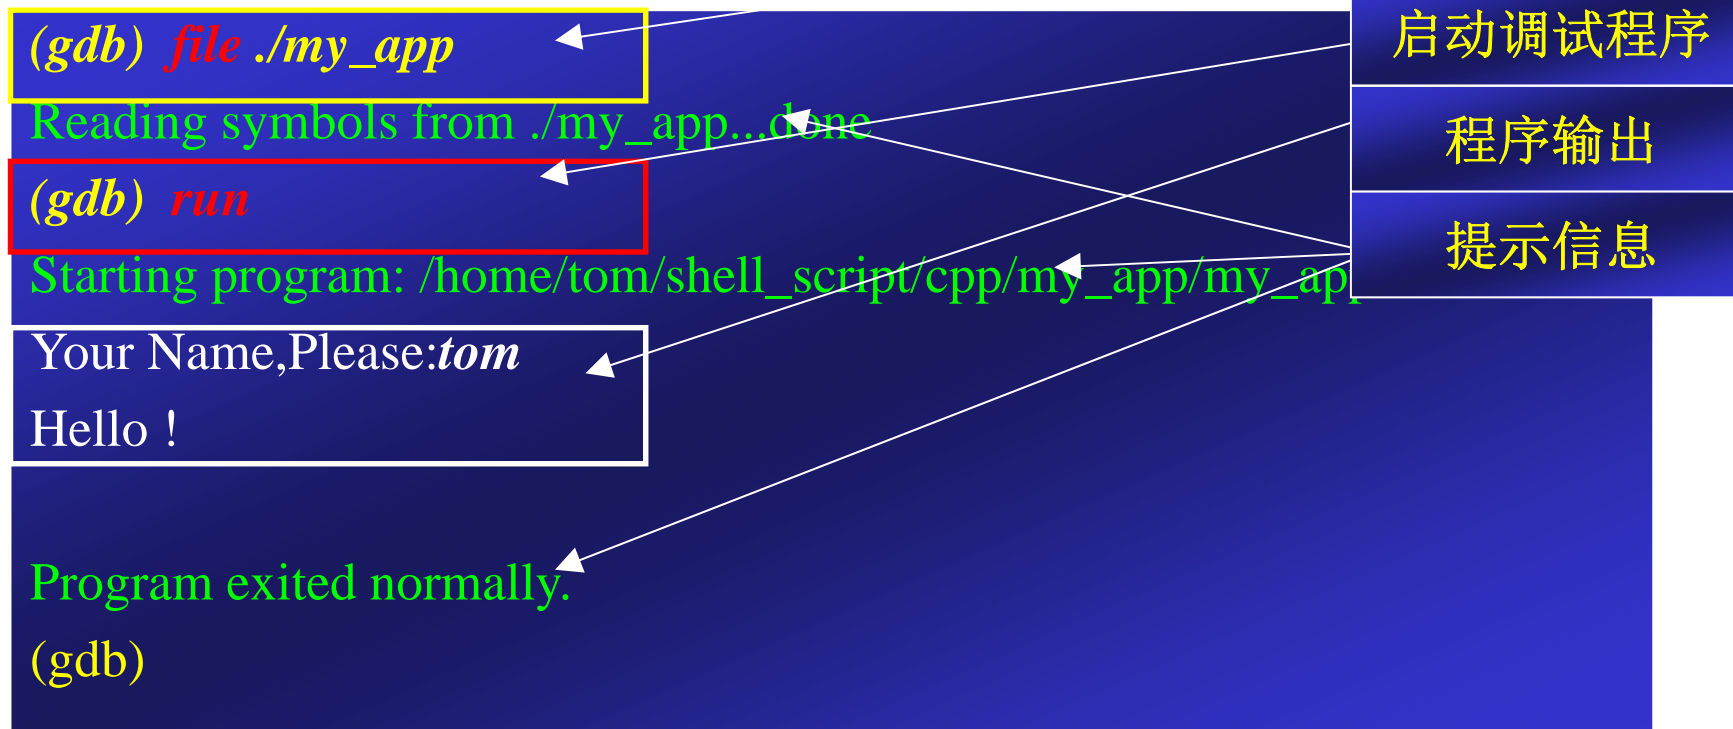 (gdb) file ./my_app
Reading symbols from ./my_app...done
(gdb) run
Starting program: /home/tom/shell_script/cpp/my_app/my_app
Your Name,Please:tom
Hello !
Program exited normally.
(gdb)
启动调试程序
程序输出
提示信息